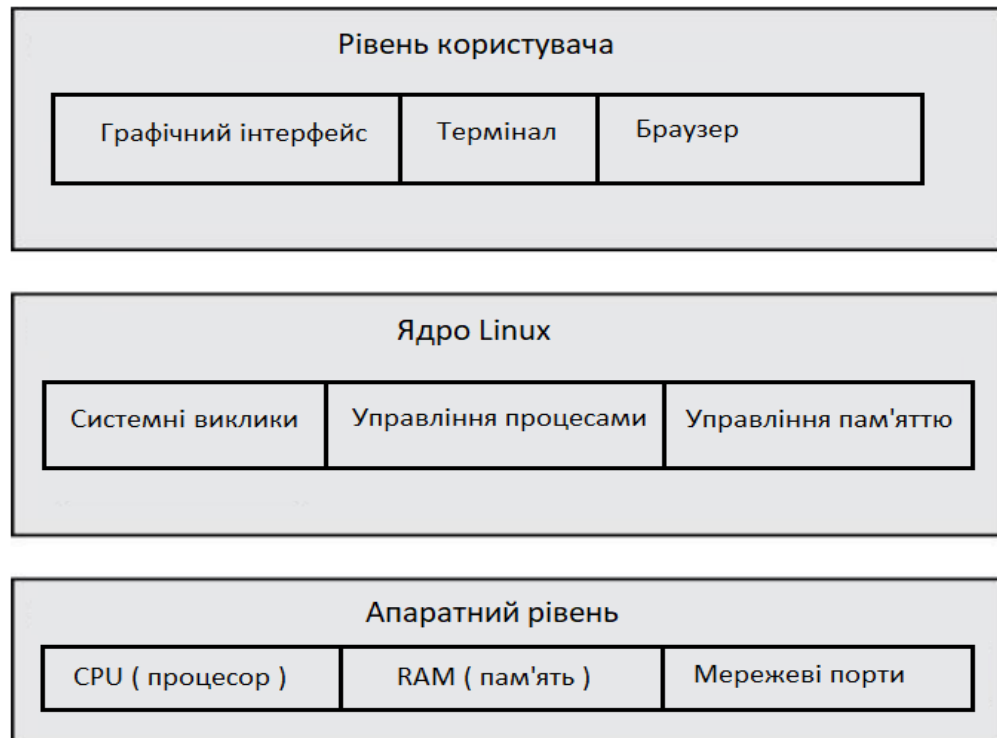 Рівень користувача
Графічний інтерфейс Термінал Браузер
Ядро Linux
Системні виклики Управління процесами Управління пам'яттю
Апаратний рівень
CPU ( процесор ) RAM ( пам'ять ) Мережеві порти